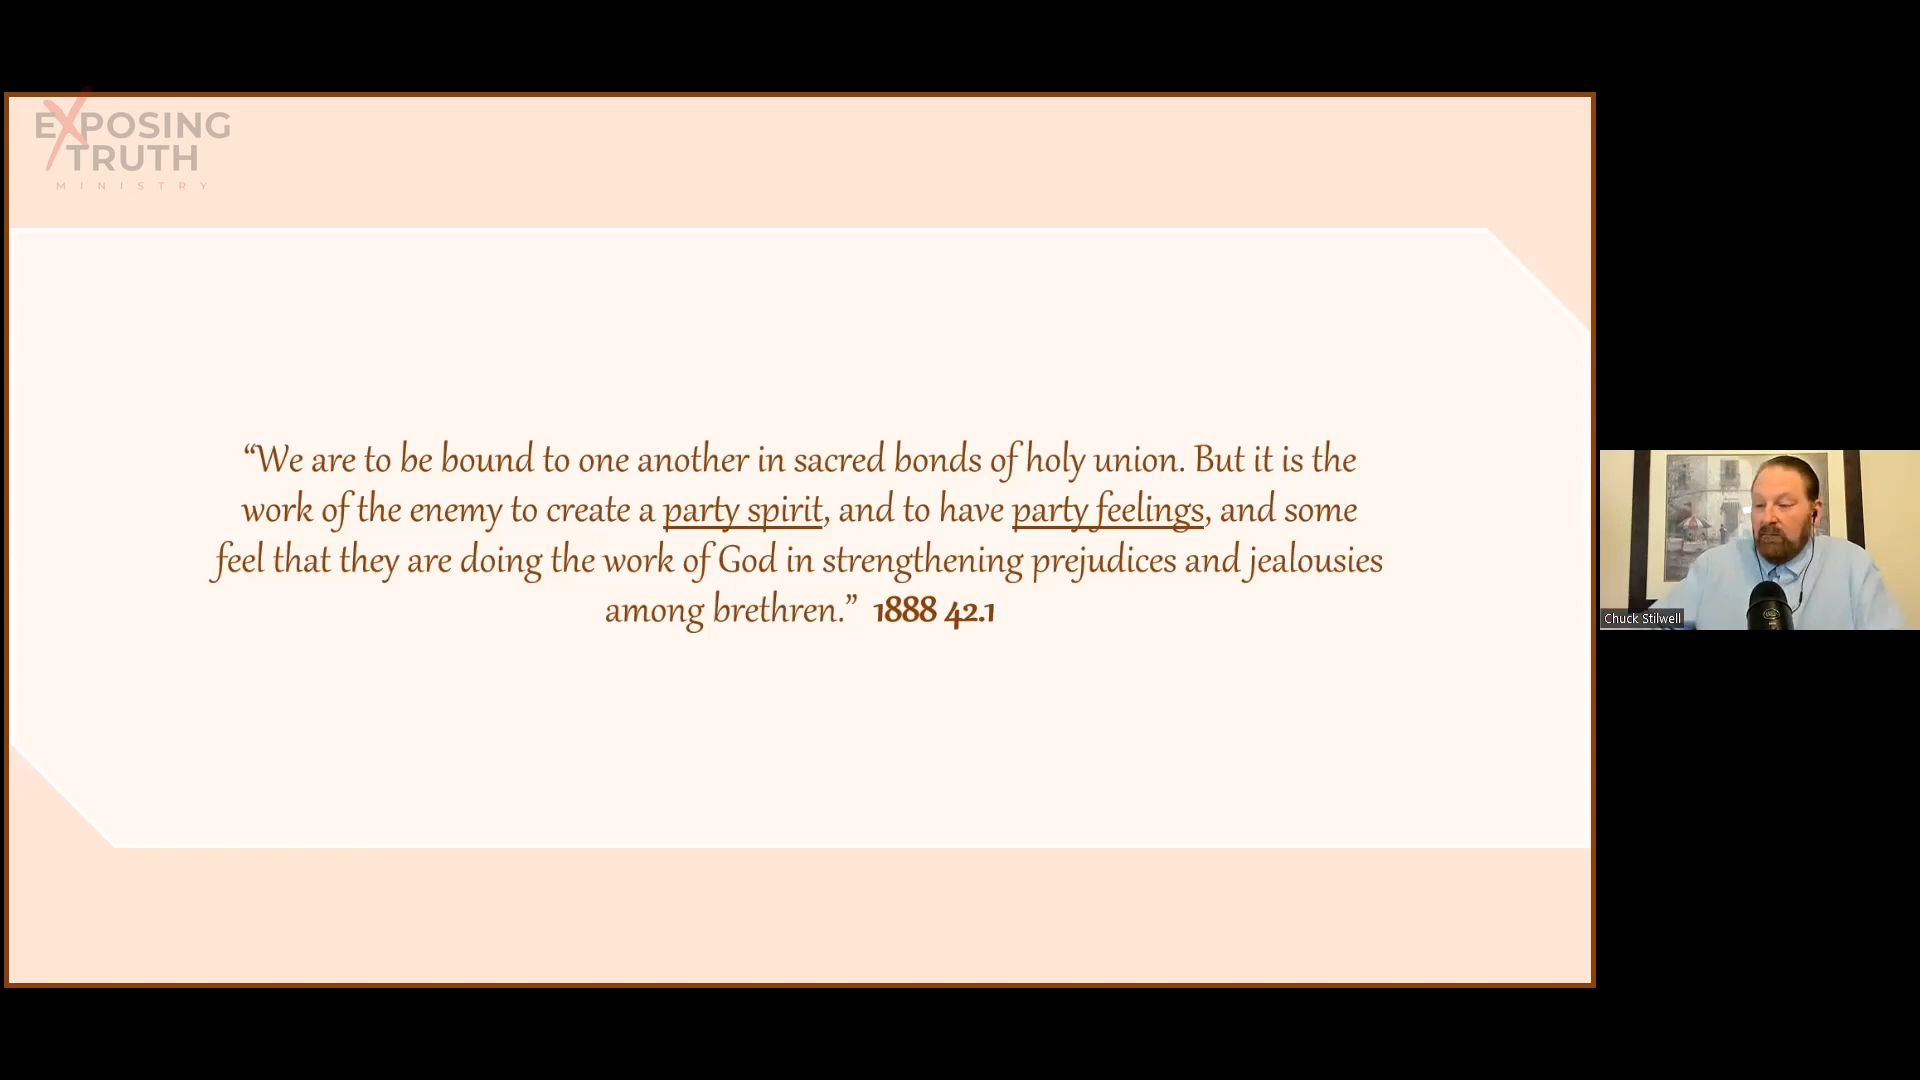 EXPOSING
TRUTH
MINISTRY
“We are to be bound to one another in sacred bonds of holy union. But it is the
work of the enemy to create a party spirit, and to have party feelings, and some
feel that they are doing the work of God in strengthening prejudices and jealousies
among brethren.” 1888 42.1
Chuck Stilwell